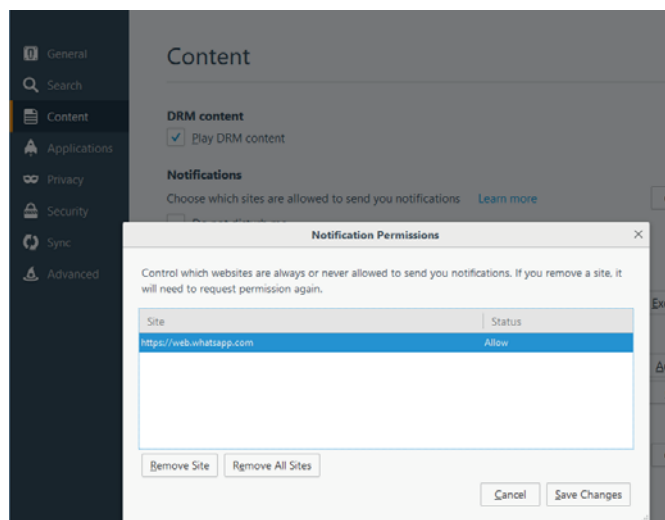 General
Search
Content
Applications
Privacy
Security
Sync
Advanced
Content
DRM content
Play DRM content
Notifications
Choose which sites are allowed to send you notifications Learn more
Notification Permissions
Control which websites are always or never allowed to send you notifications. If you remove a site, it
will need to request permission again.
Site Status
https://web.whatsapp.com Allow
Remove Site Remove All Sites
Cancel Save Changes